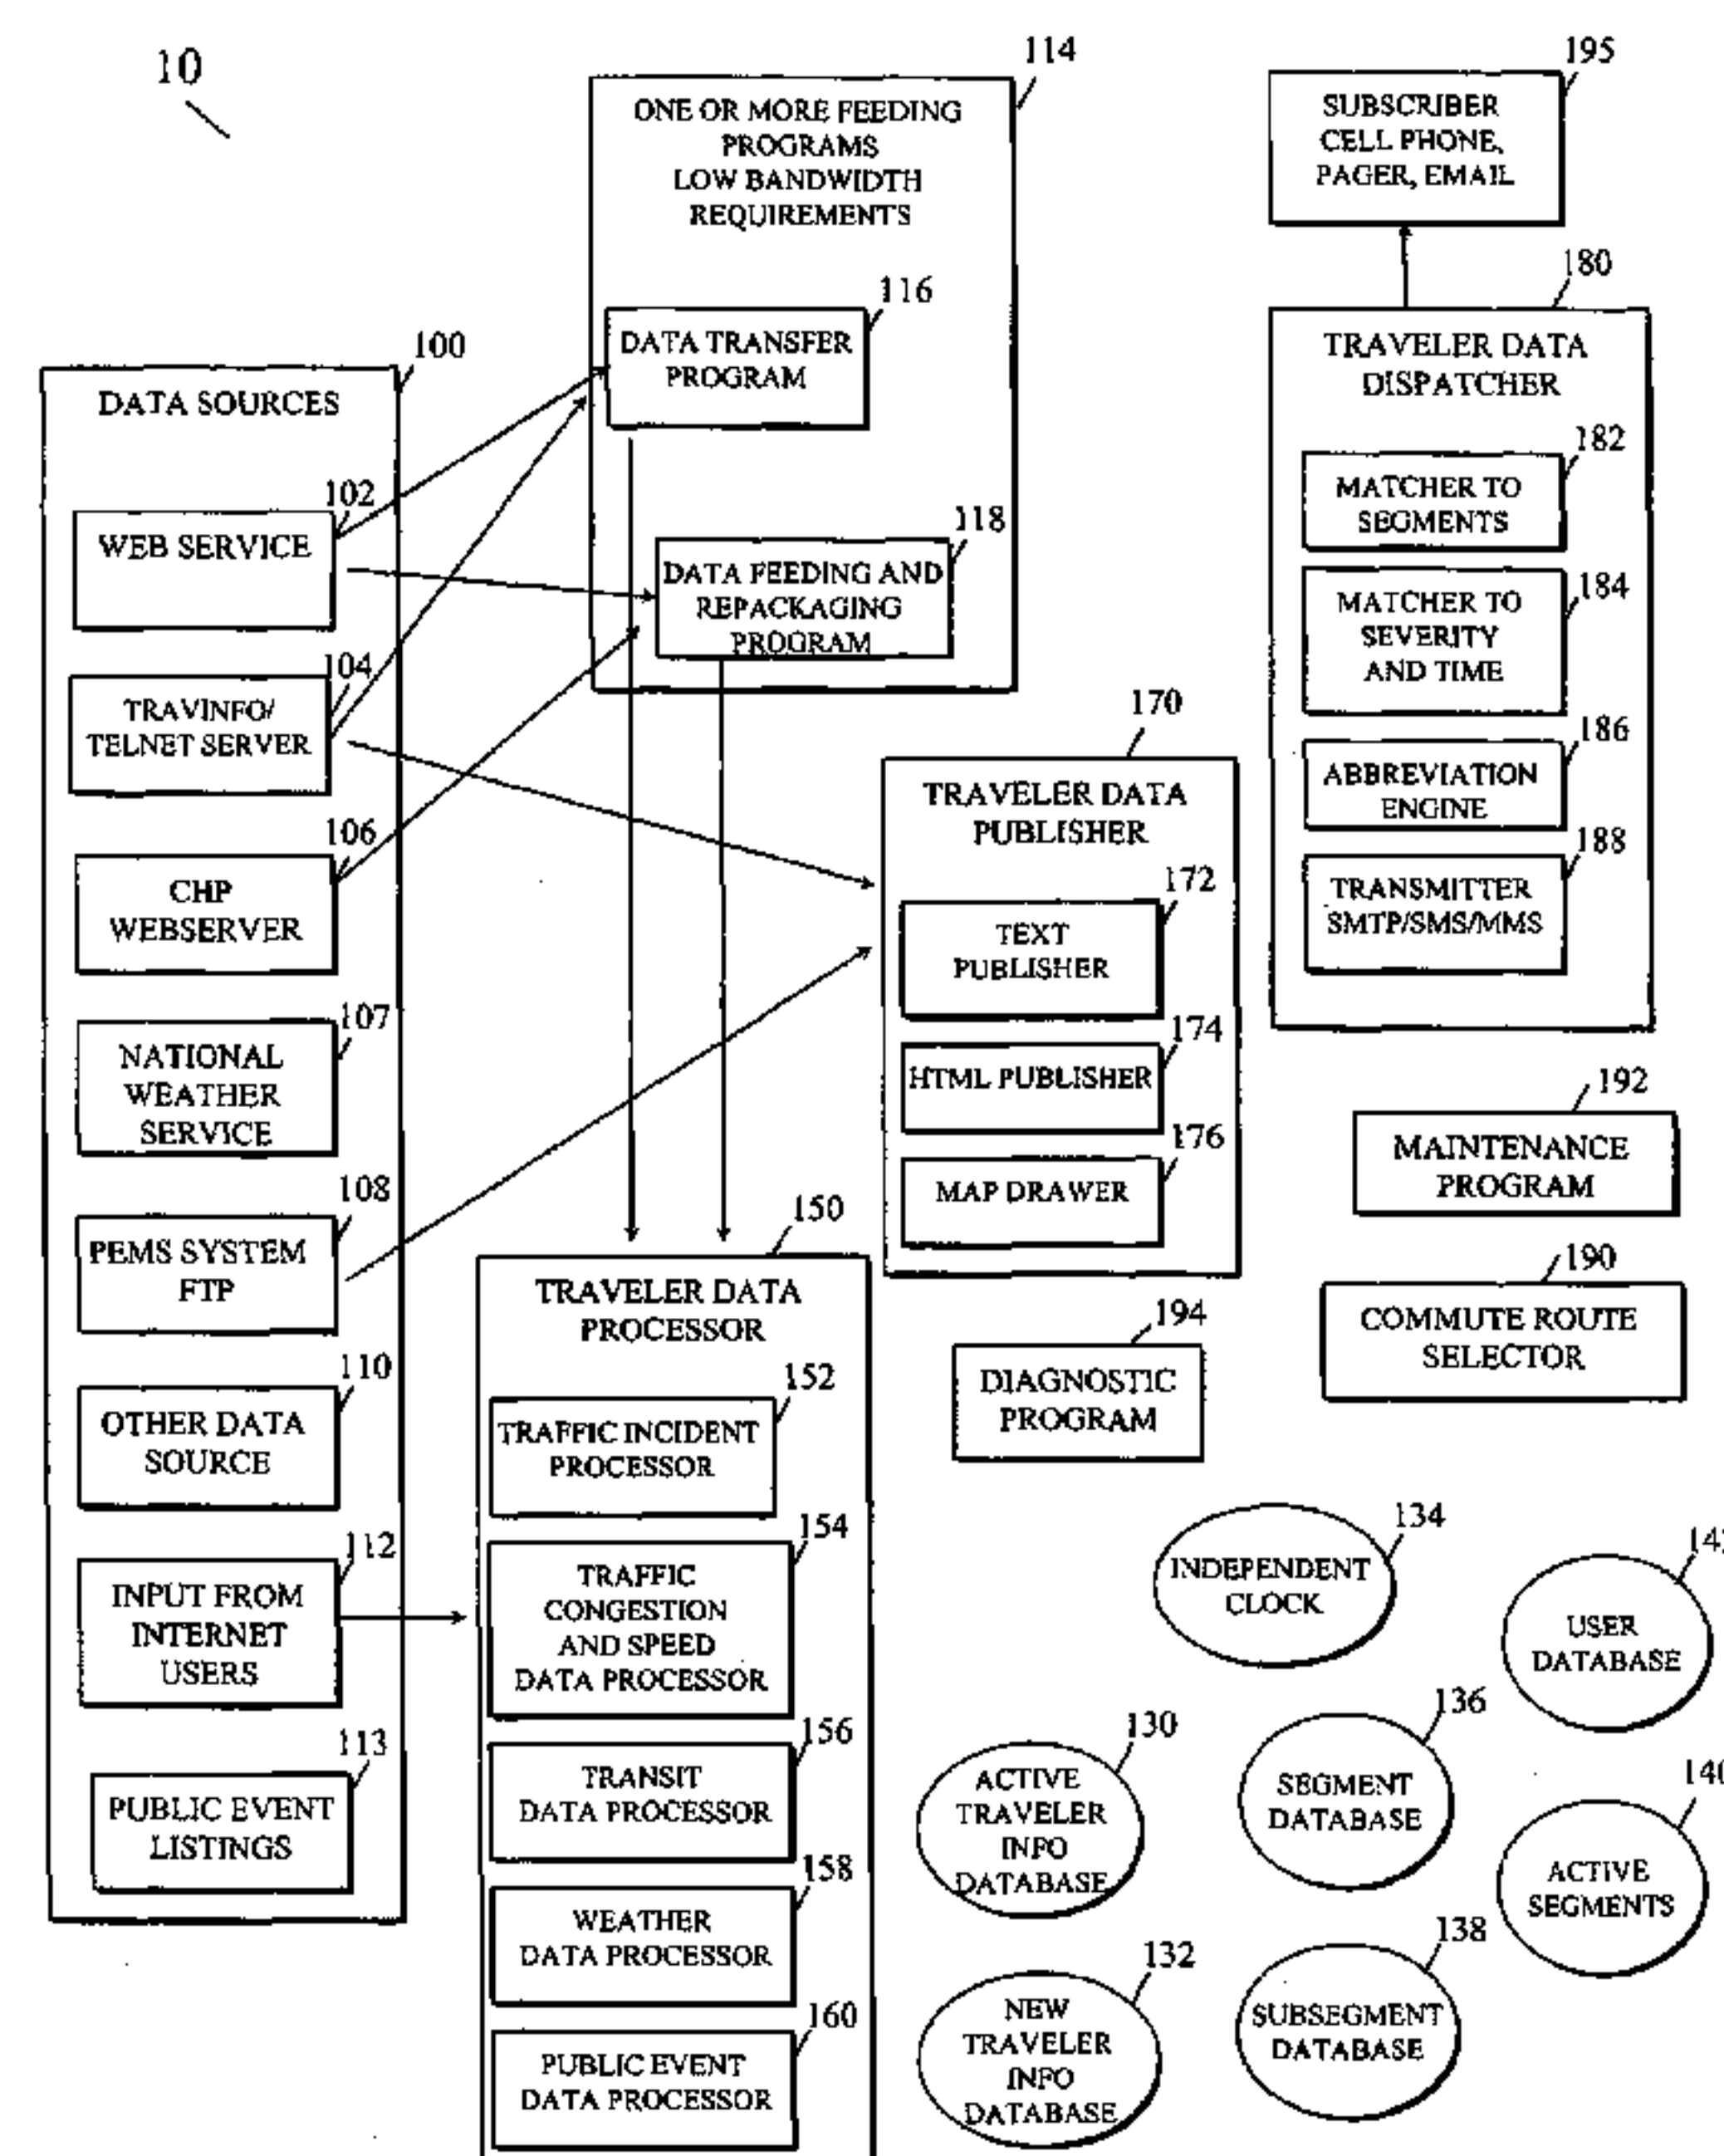 10
114
ONE OR MORE FEEDING
PROGRAMS
LOW BANDWIDTH
REQUIREMENTS
116
DATA TRANSFER
PROGRAM
118
DATA FEEDING AND
REPACKAGING
PROGRAM
195
SUBSCRIBER
CELL PHONE,
PAGER, EMAIL
180
TRAVELER DATA
DISPATCHER
182
MATCHER TO
SEGMENTS
184
MATCHER TO
SEVERITY
AND TIME
186
ABBREVIATION
ENGINE
188
TRANSMITTER
SMTP/SMS/MMS
100
DATA SOURCES
102
WEB SERVICE
104
TRAVINFO/
TELNET SERVER
106
CHP
WEBSERVER
107
NATIONAL
WEATHER
SERVICE
108
PEMS SYSTEM
FTP
110
OTHER DATA
SOURCE
112
INPUT FROM
INTERNET
USERS
113
PUBLIC EVENT
LISTINGS
170
TRAVELER DATA
PUBLISHER
172
TEXT
PUBLISHER
174
HTML PUBLISHER
176
MAP DRAWER
192
MAINTENANCE
PROGRAM
190
COMMUTE ROUTE
SELECTOR
194
DIAGNOSTIC
PROGRAM
150
TRAVELER DATA
PROCESSOR
152
TRAFFIC INCIDENT
PROCESSOR
154
TRAFFIC
CONGESTION
AND SPEED
DATA PROCESSOR
156
TRANSIT
DATA PROCESSOR
158
WEATHER
DATA PROCESSOR
160
PUBLIC EVENT
DATA PROCESSOR
134
INDEPENDENT
CLOCK
USER
DATABASE
130
ACTIVE
TRAVELER
INFO
DATABASE
136
SEGMENT
DATABASE
140
ACTIVE
SEGMENTS
132
NEW
TRAVELER
INFO
DATABASE
138
SUBSEGMENT
DATABASE